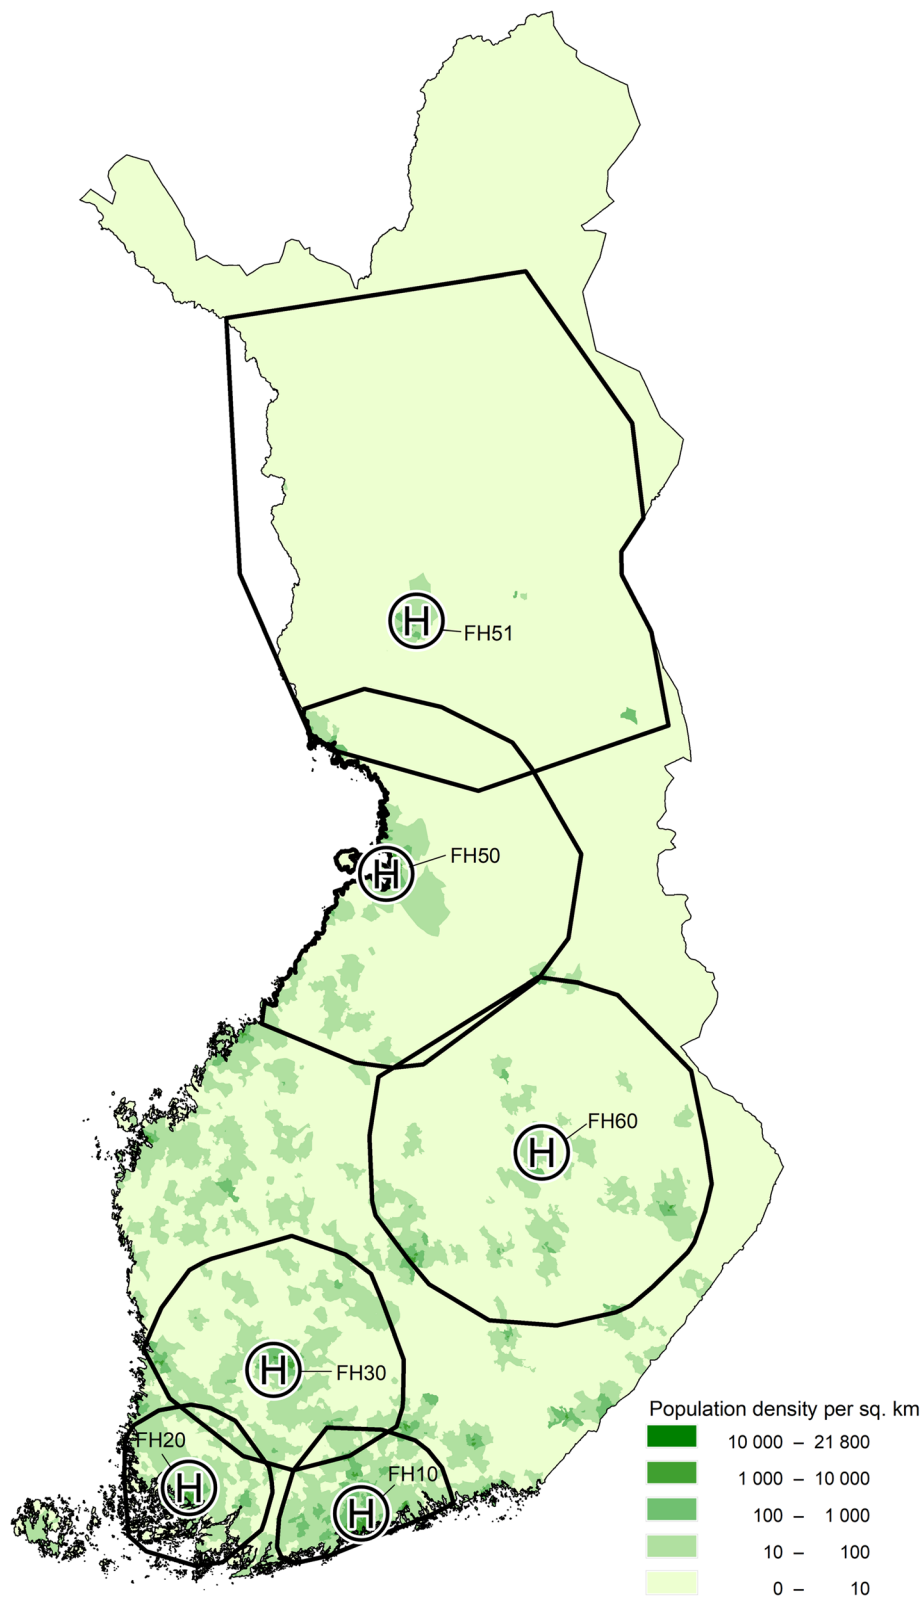 H
FH51
H
FH50
H
FH60
H
FH30
FH20
H
FH10
H
Population density per sq. km
10 000 – 21 800
1 000 – 10 000
100 – 1 000
10 – 100
0 – 10